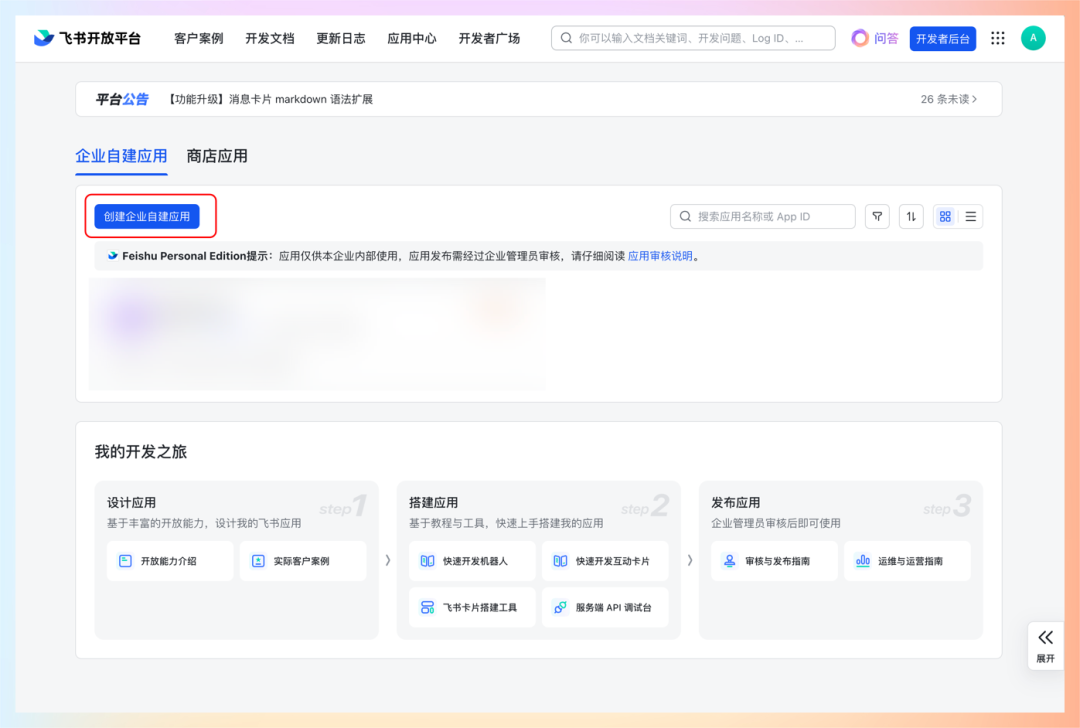 飞书开放平台 客户案例 开发文档 更新日志 应用中心 开发者广场 你可以输入文档关键词、开发问题、Log ID、... 问答 开发者后台 A
平台公告 【功能升级】消息卡片 markdown 语法扩展 26 条未读
企业自建应用 商店应用
创建企业自建应用 搜索应用名称或 App ID
Feishu Personal Edition提示：应用仅供本企业内部使用，应用发布需经过企业管理员审核，请仔细阅读 应用审核说明。
我的开发之旅
设计应用
基于丰富的开放能力，设计我的飞书应用
step1
开放能力介绍 实际客户案例
搭建应用
基于教程与工具，快速上手搭建我的应用
step2
快速开发机器人 快速开发互动卡片
飞书卡片搭建工具 服务端 API 调试台
发布应用
企业管理员审核后即可使用
step3
审核与发布指南 运维与运营指南
展开